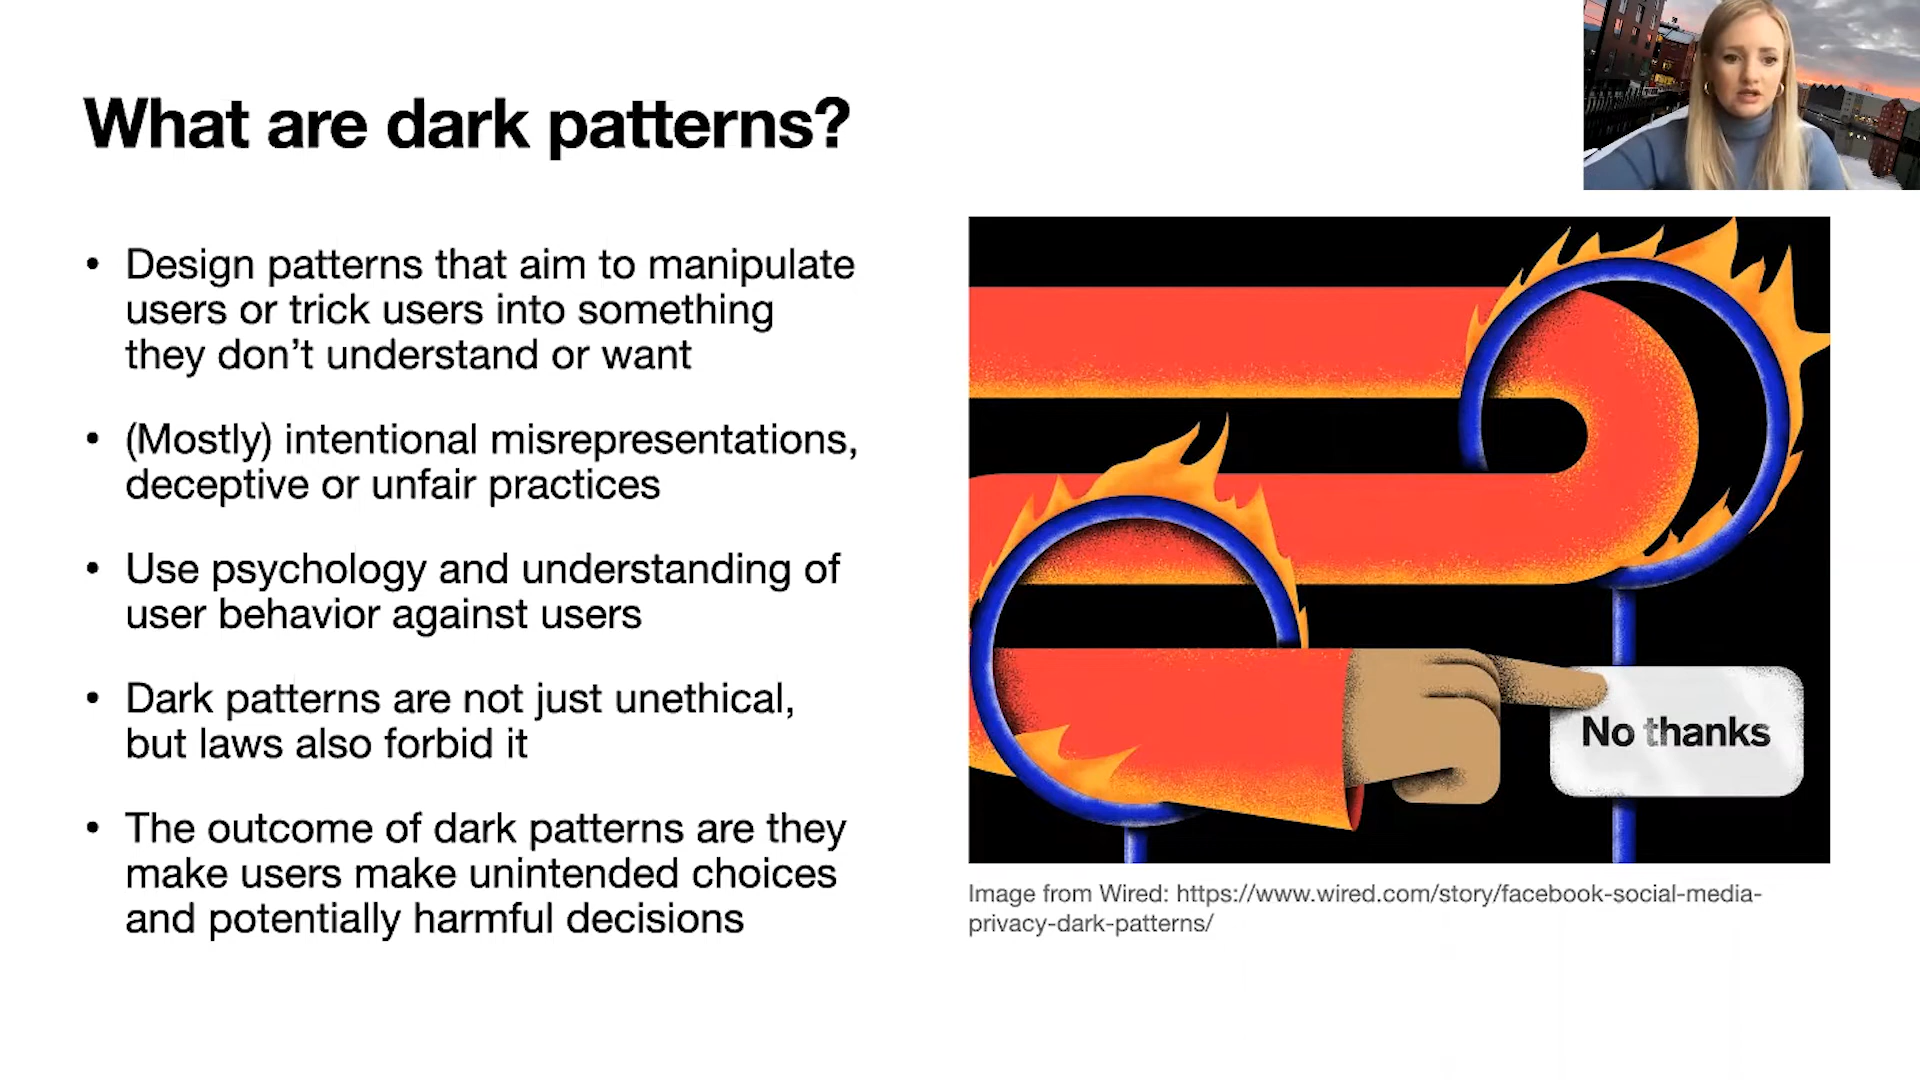 What are dark patterns?
• Design patterns that aim to manipulate
users or trick users into something
they don’t understand or want
• (Mostly) intentional misrepresentations,
deceptive or unfair practices
• Use psychology and understanding of
user behavior against users
• Dark patterns are not just unethical,
but laws also forbid it
• The outcome of dark patterns are they
make users make unintended choices
and potentially harmful decisions
No thanks
Image from Wired: https://www.wired.com/story/facebook-social-media-
privacy-dark-patterns/